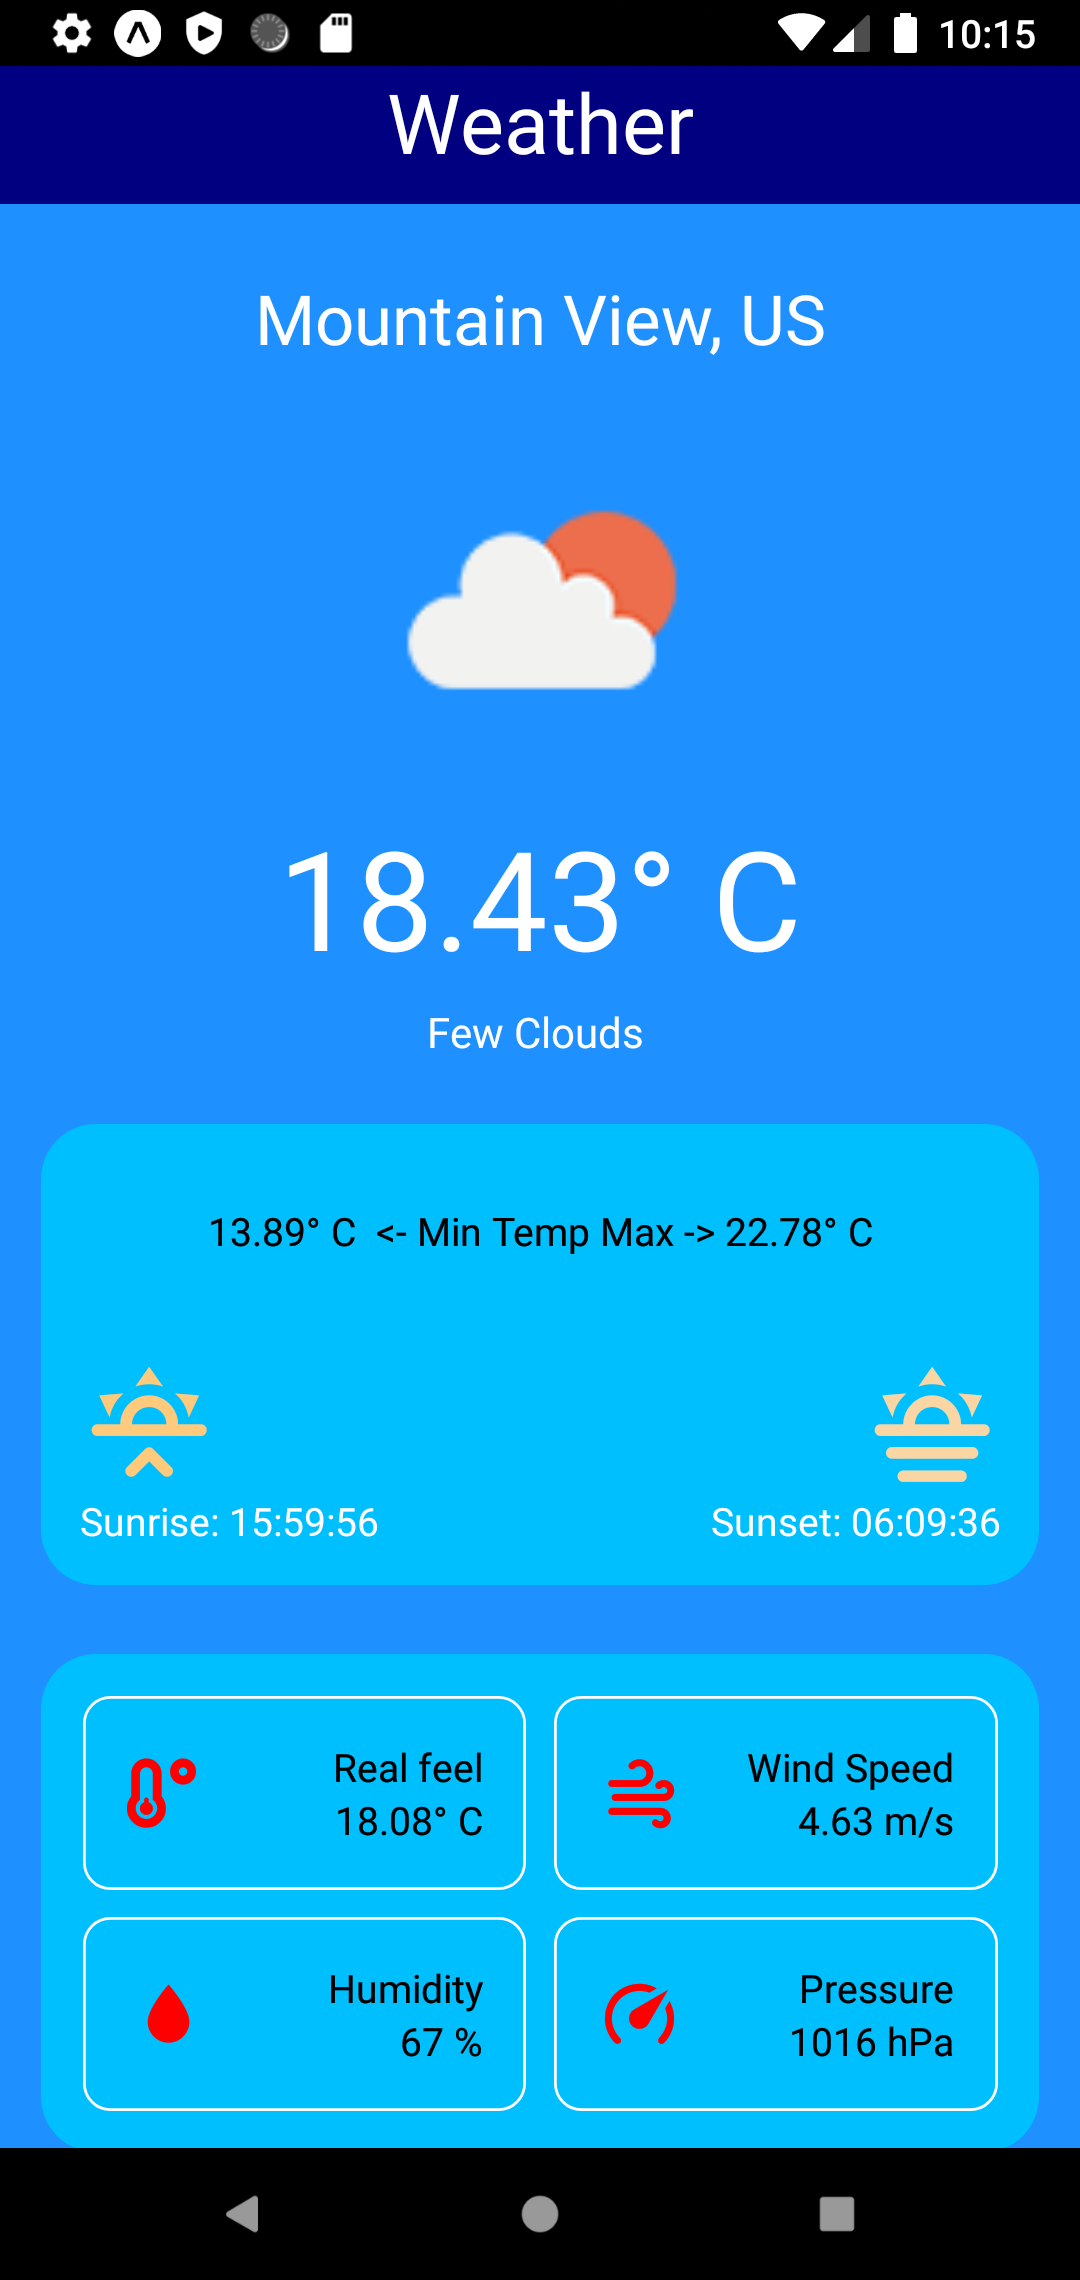 10:15
Weather
Mountain View, US
18.43° C
Few Clouds
13.89° C  <- Min Temp Max -> 22.78° C
Sunrise: 15:59:56
Sunset: 06:09:36
Real feel
18.08° C
Wind Speed
4.63 m/s
Humidity
67 %
Pressure
1016 hPa